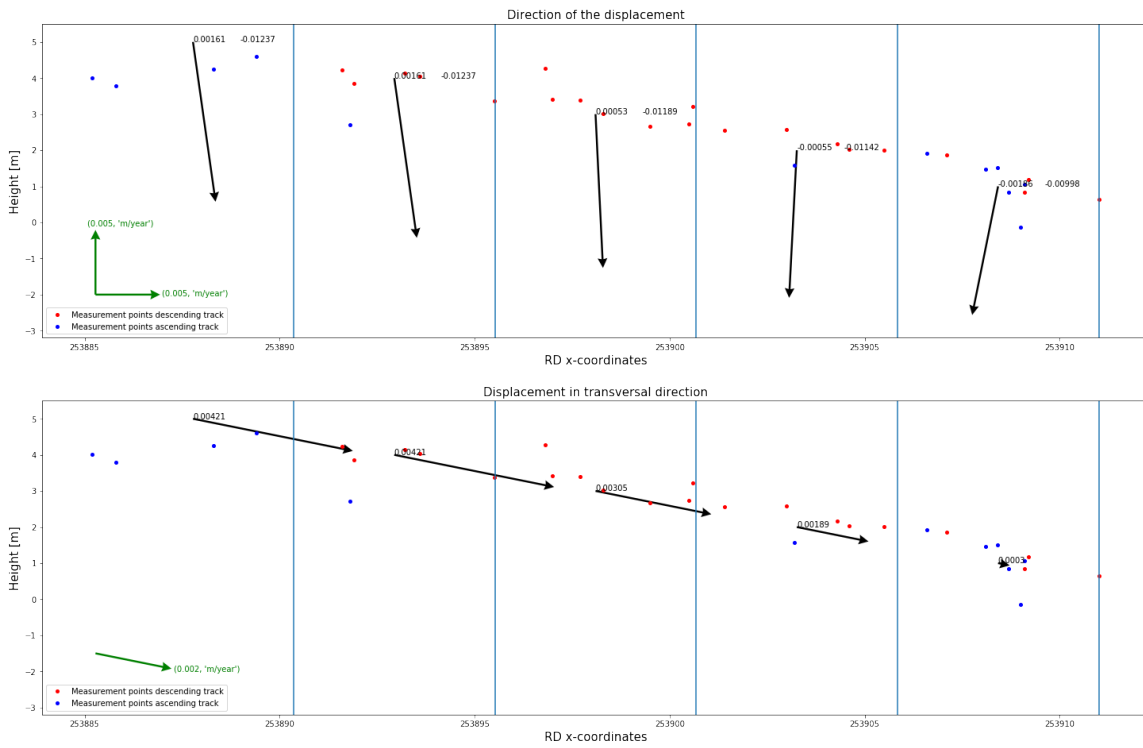 Direction of the displacement
5
4
3
2
1
0
−1
−2
−3
Height [m]
0.00161 -0.01237
0.00161 -0.01237
0.00053 -0.01189
-0.00055 -0.01142
-0.00186 -0.00998
(0.005, 'm/year')
(0.005, 'm/year')
Measurement points descending track
Measurement points ascending track
253885 253890 253895 253900 253905 253910
RD x-coordinates
Displacement in transversal direction
5
4
3
2
1
0
−1
−2
−3
Height [m]
0.00421
0.00421
0.00305
0.00189
0.0003
(0.002, 'm/year')
Measurement points descending track
Measurement points ascending track
253885 253890 253895 253900 253905 253910
RD x-coordinates